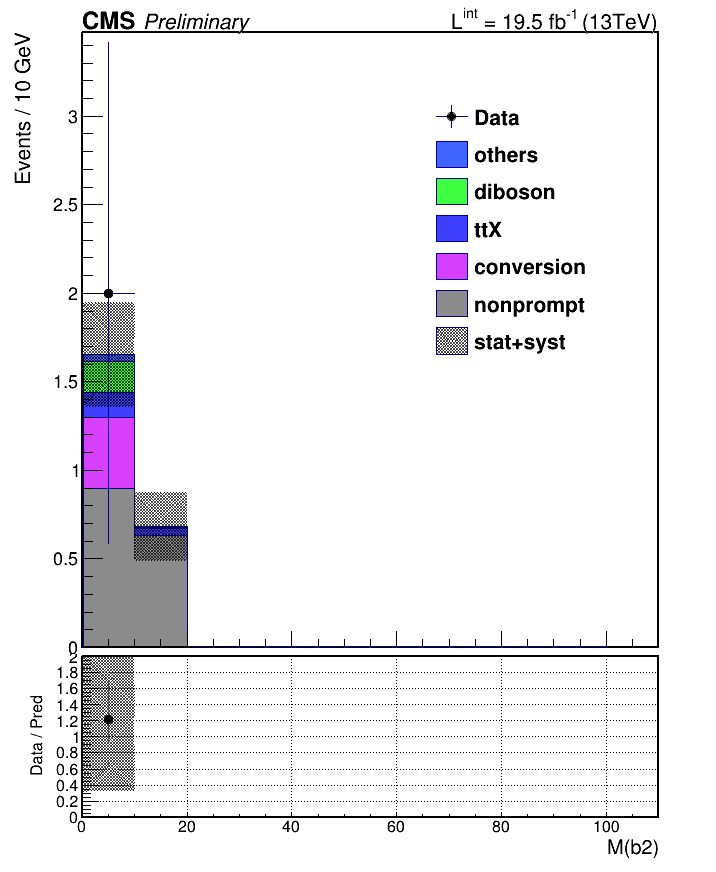 CMS Preliminary
L^int = 19.5 fb^-1 (13TeV)
Events / 10 GeV
3
2.5
2
1.5
1
0.5
0
Data
others
diboson
ttX
conversion
nonprompt
stat+syst
Data / Pred
2
1.8
1.6
1.4
1.2
1
0.8
0.6
0.4
0.2
0
0 20 40 60 80 100
M(b2)